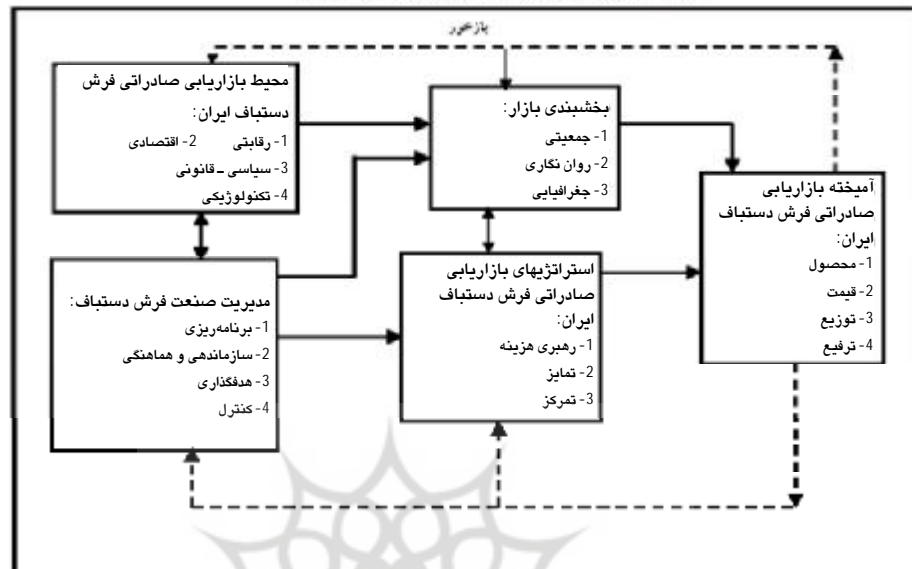 بازخور
محیط بازاریابی صادراتی فرش
دستباف ایران:
1- رقابتی 2- اقتصادی
3- سیاسی - قانونی
4- تکنولوژیکی
بخشبندی بازار:
1- جمعیتی
2- روان نگاری
3- جغرافیایی
آمیخته بازاریابی
صادراتی فرش دستباف
ایران:
1- محصول
2- قیمت
3- توزیع
4- ترفیع
مدیریت صنعت فرش دستباف:
1- برنامه‌ریزی
2- سازماندهی و هماهنگی
3- هدفگذاری
4- کنترل
استراتژیهای بازاریابی
صادراتی فرش دستباف
ایران:
1- رهبری هزینه
2- تمایز
3- تمرکز